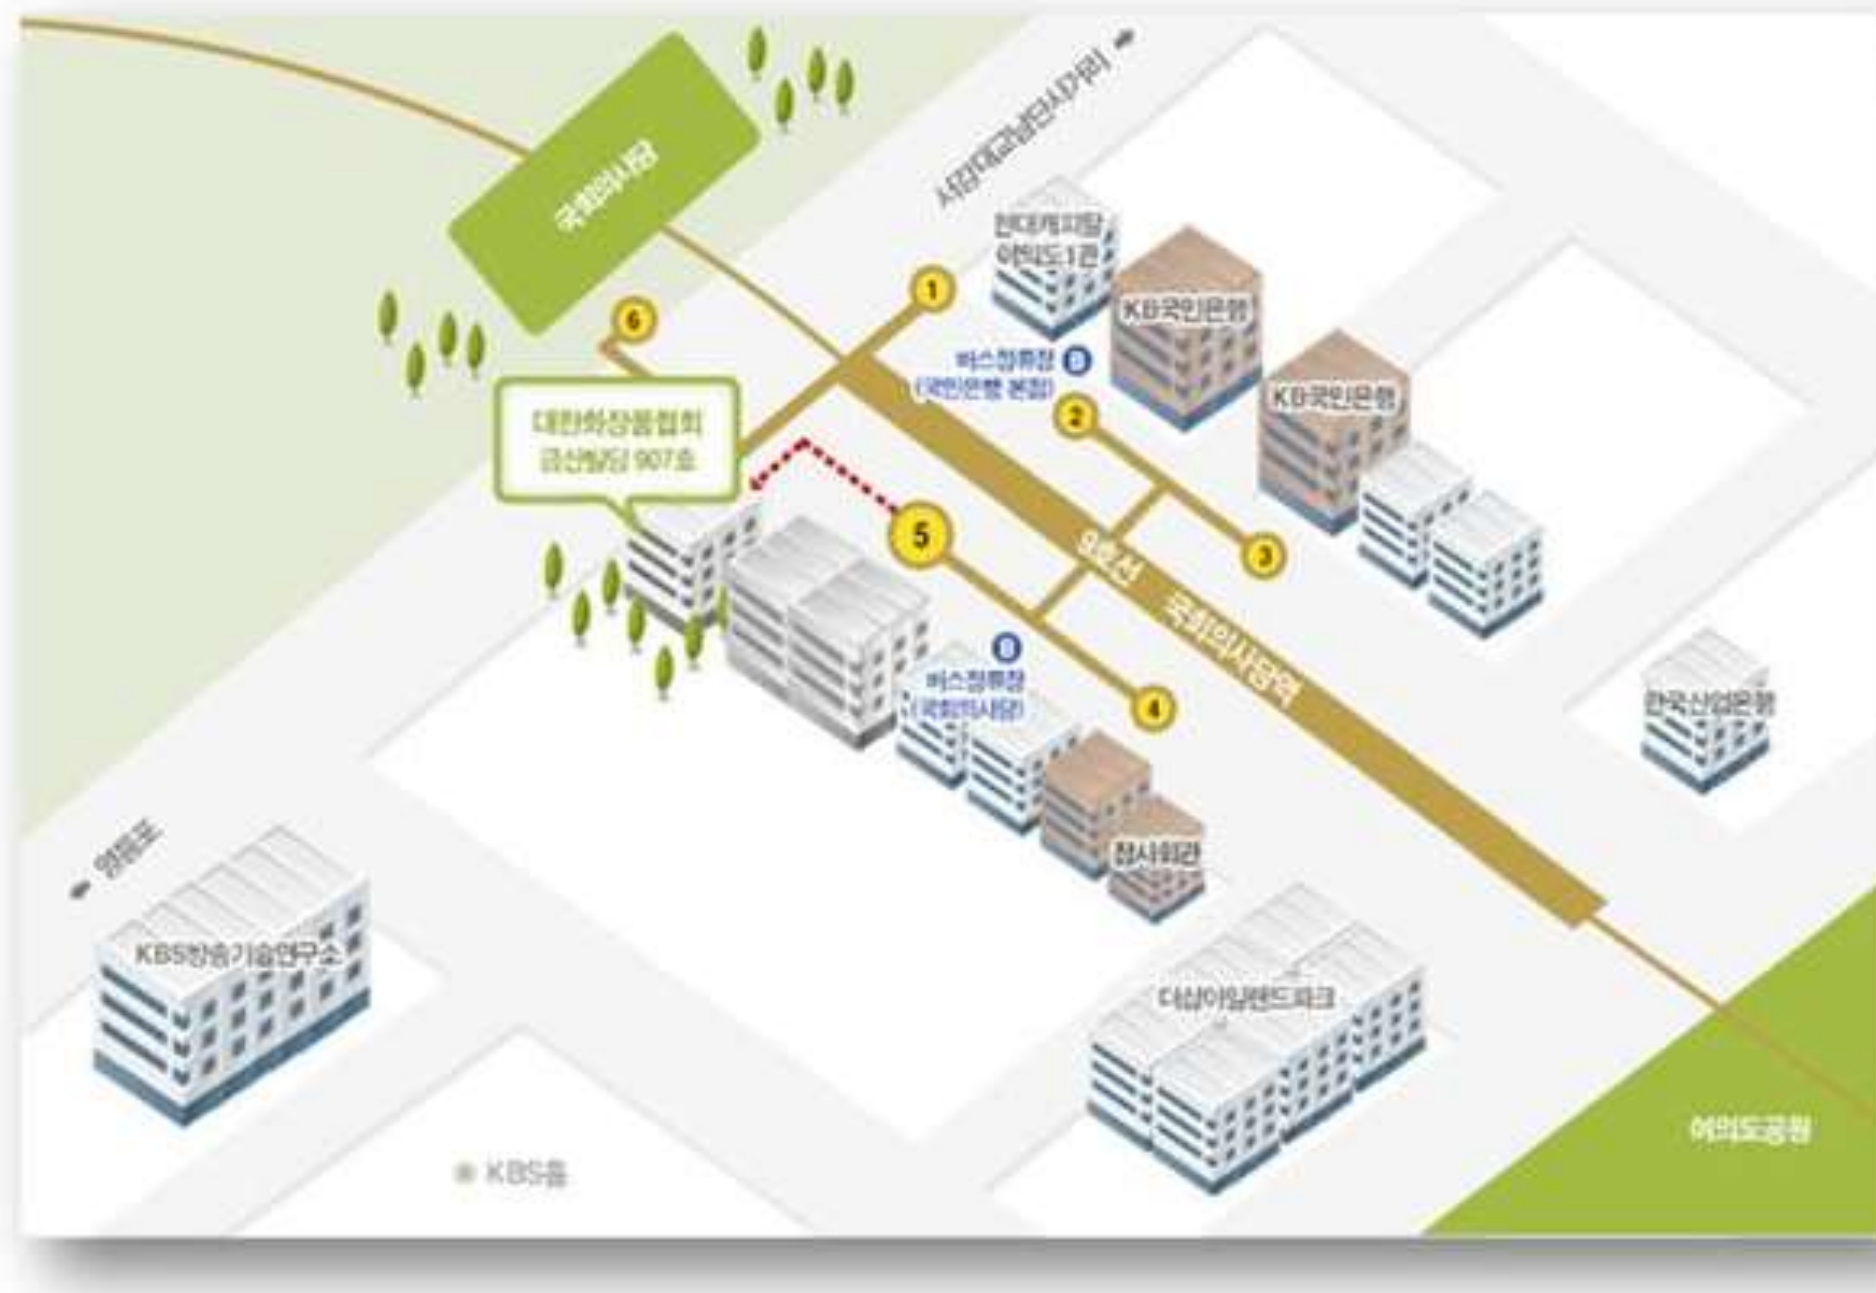 국회의사당
서강대교남단사거리
현대캐피탈
여의도1관
KB국민은행
KB국민은행
1
6
버스정류장 B
(국민은행 본점)
2
대한화장품협회
금산빌딩 907호
5
3
9호선 국회의사당역
B
버스정류장
(국회의사당)
4
한국산업은행
영등포
잠사회관
KBS방송기술연구소
더샵아일랜드파크
여의도공원
KBS홀